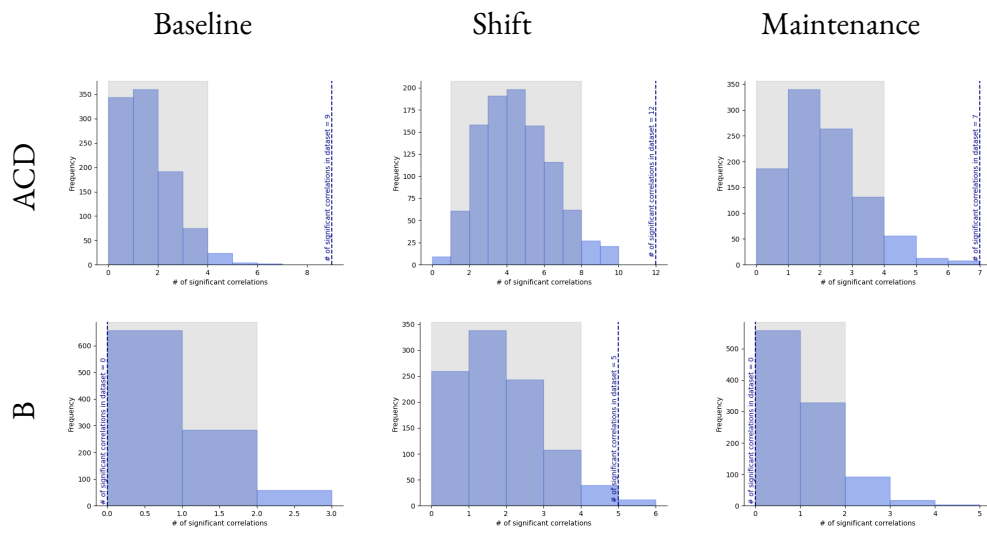 Baseline
Shift
Maintenance
ACD
Frequency
350
300
250
200
150
100
50
0
# of significant correlations in dataset = 9
0 2 4 6 8
# of significant correlations
Frequency
200
175
150
125
100
75
50
25
0
# of significant correlations in dataset = 12
0 2 4 6 8 10 12
# of significant correlations
Frequency
350
300
250
200
150
100
50
0
# of significant correlations in dataset = 7
0 1 2 3 4 5 6 7
# of significant correlations
B
Frequency
600
500
400
300
200
100
0
# of significant correlations in dataset = 0
0.0 0.5 1.0 1.5 2.0 2.5 3.0
# of significant correlations
Frequency
350
300
250
200
150
100
50
0
# of significant correlations in dataset = 5
0 1 2 3 4 5 6
# of significant correlations
Frequency
500
400
300
200
100
0
# of significant correlations in dataset = 0
0 1 2 3 4 5
# of significant correlations